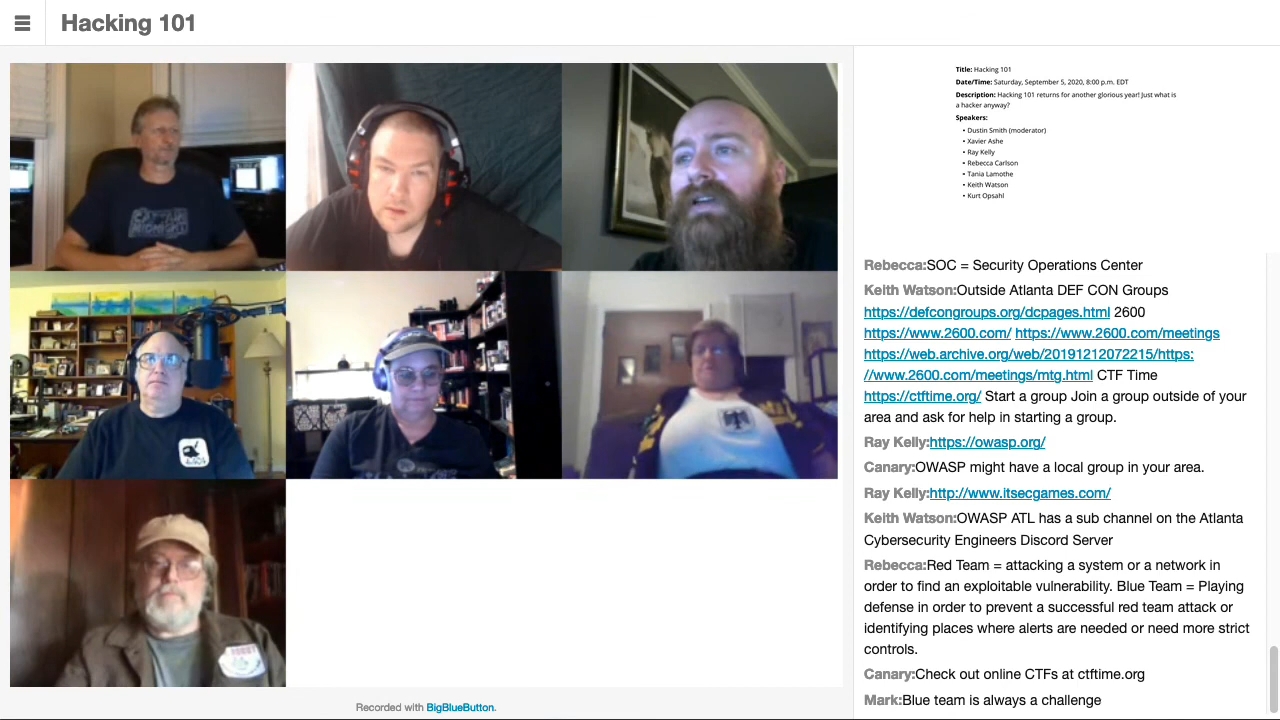 Hacking 101
Title: Hacking 101
Date/Time: Saturday, September 5, 2020, 8:00 p.m. EDT
Description: Hacking 101 returns for another glorious year! Just what is
a hacker anyway?
Speakers:
• Dustin Smith (moderator)
• Xavier Ashe
• Ray Kelly
• Rebecca Carlson
• Tania Lamothe
• Keith Watson
• Kurt Opsahl
Rebecca:SOC = Security Operations Center
Keith Watson:Outside Atlanta DEF CON Groups
https://defcongroups.org/dcpages.html 2600
https://www.2600.com/ https://www.2600.com/meetings
https://web.archive.org/web/20191212072215/https:
//www.2600.com/meetings/mtg.html CTF Time
https://ctftime.org/ Start a group Join a group outside of your
area and ask for help in starting a group.
Ray Kelly:https://owasp.org/
Canary:OWASP might have a local group in your area.
Ray Kelly:http://www.itsecgames.com/
Keith Watson:OWASP ATL has a sub channel on the Atlanta
Cybersecurity Engineers Discord Server
Rebecca:Red Team = attacking a system or a network in
order to find an exploitable vulnerability. Blue Team = Playing
defense in order to prevent a successful red team attack or
identifying places where alerts are needed or need more strict
controls.
Canary:Check out online CTFs at ctftime.org
Mark:Blue team is always a challenge
Recorded with BigBlueButton.